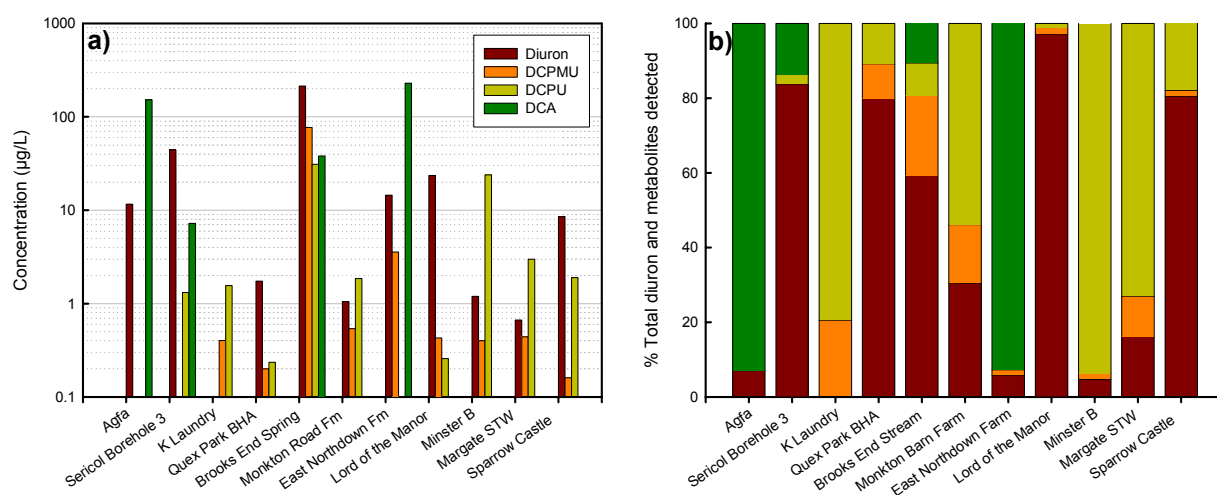 a)
Concentration (µg/L)
1000
100
10
1
0.1
Diuron
DCPMU
DCPU
DCA
Agfa
Sericol Borehole 3
K Laundry
Quex Park BHA
Brooks End Spring
Monkton Road Frn
East Northdown Fm
Lord of the Manor
Minster B
Margate STW
Sparrow Castle
b)
% Total diuron and metabolites detected
100
80
60
40
20
0
Agfa
Sericol Borehole 3
K Laundry
Quex Park BHA
Brooks End Stream
Monkton Barn Farm
East Northdown Farm
Lord of the Manor
Minster B
Margate STW
Sparrow Castle